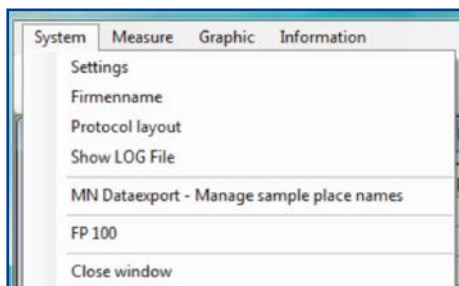 System Measure Graphic Information
Settings
Firmenname
Protocol layout
Show LOG File
MN Dataexport - Manage sample place names
FP 100
Close window